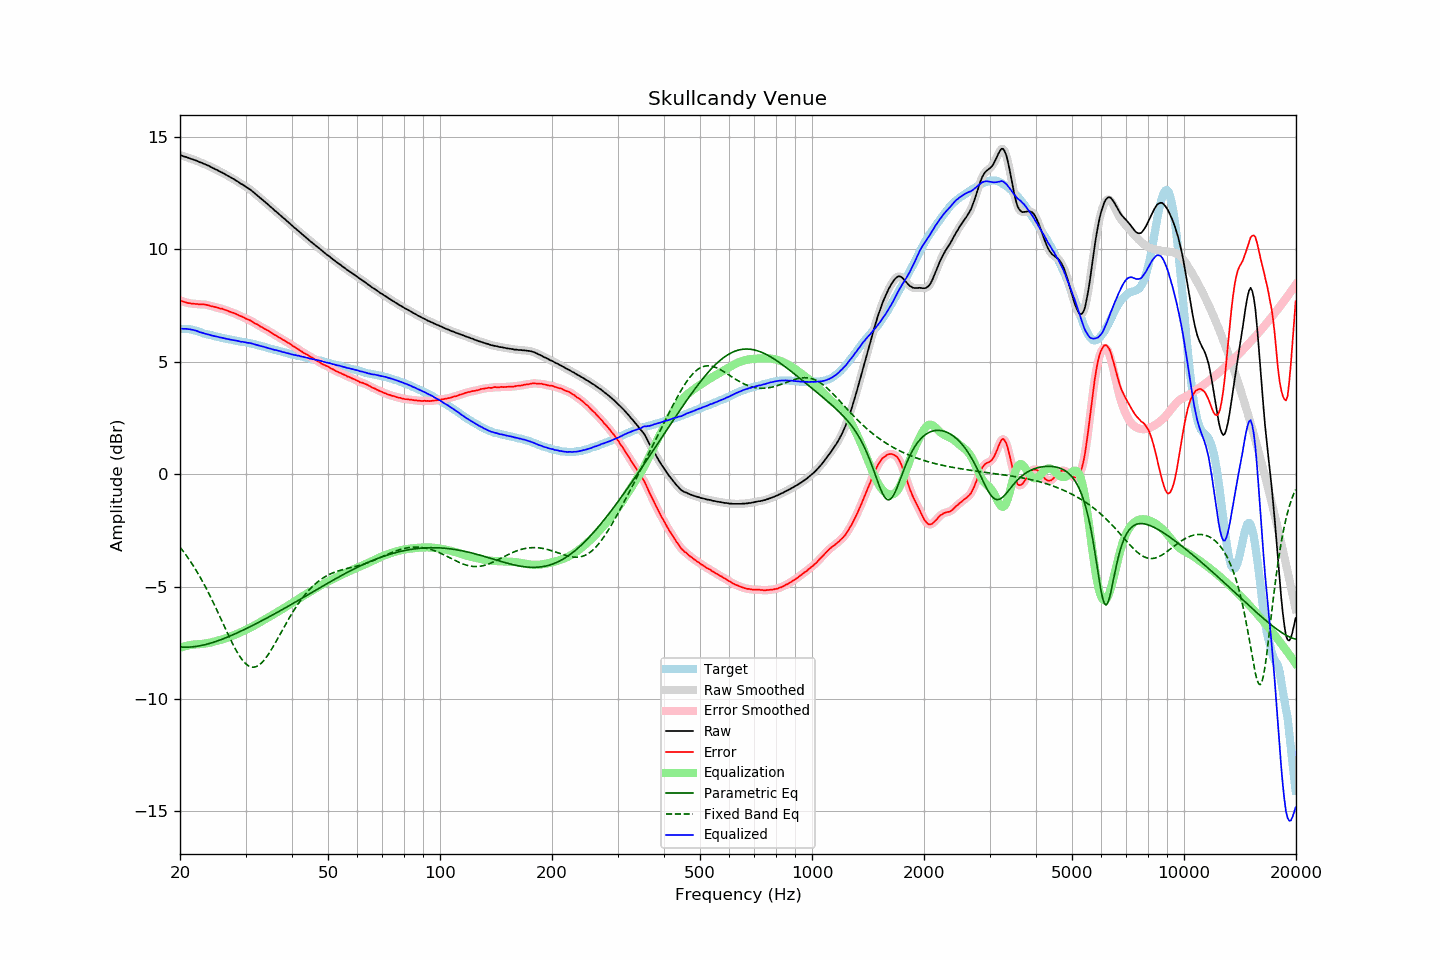 Skullcandy Venue
Amplitude (dBr)
15
10
5
0
−5
−10
−15
Target
Raw Smoothed
Error Smoothed
Raw
Error
Equalization
Parametric Eq
Fixed Band Eq
Equalized
20 50 100 200 500 1000 2000 5000 10000 20000
Frequency (Hz)